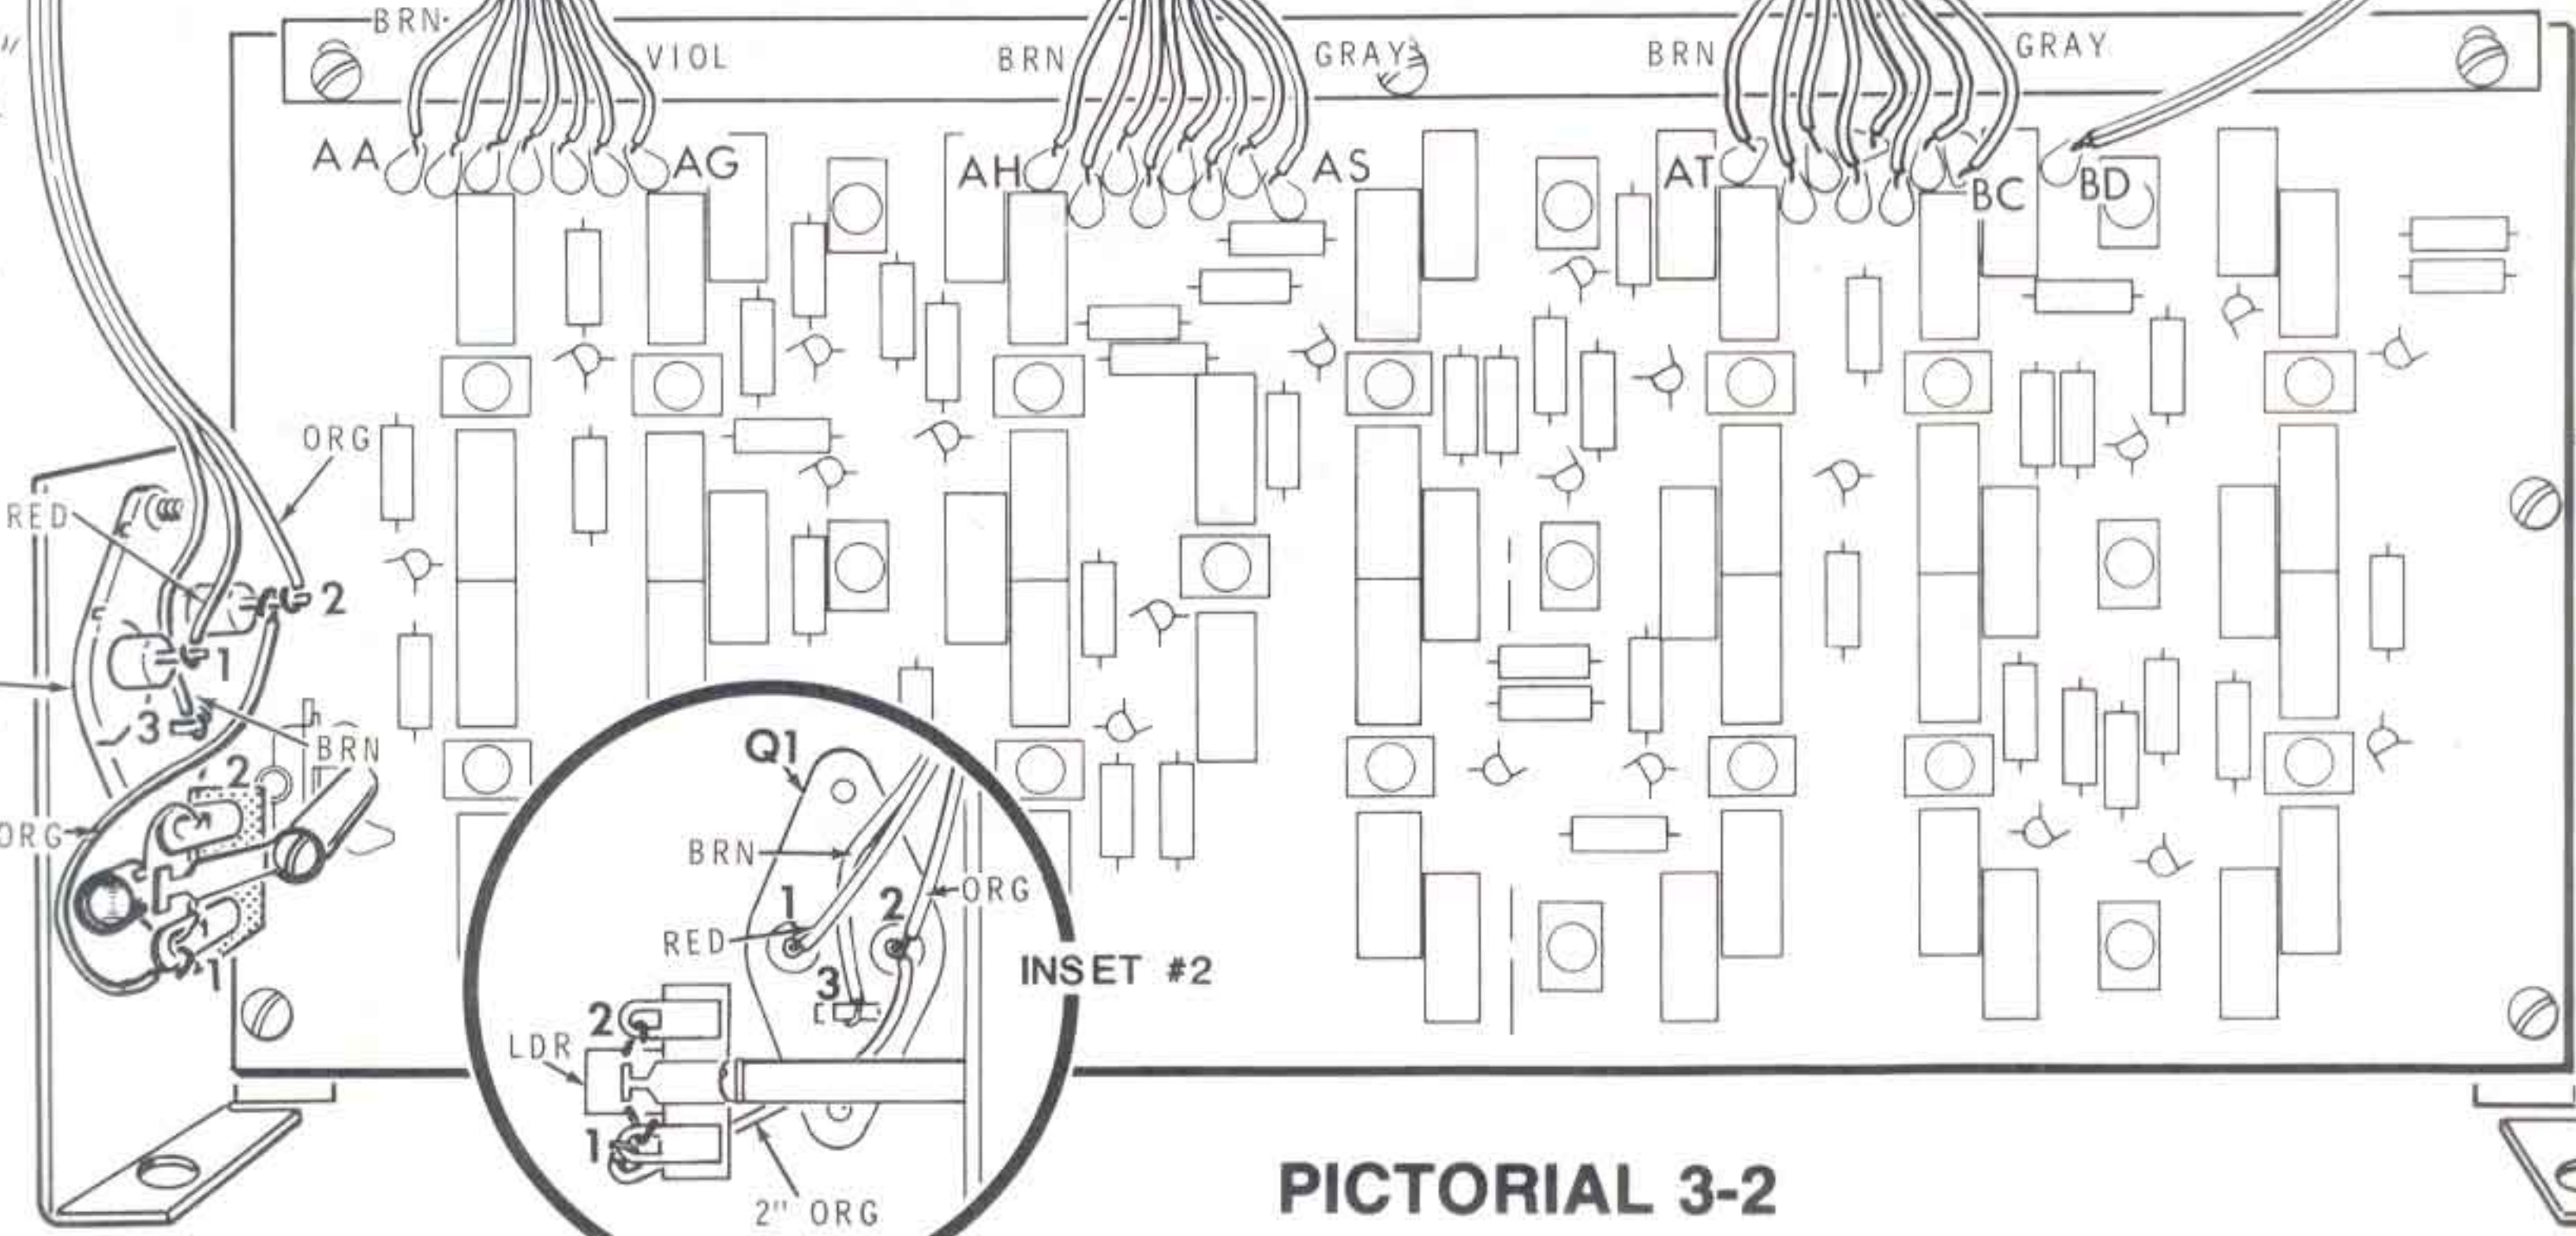 BRN
VIOL
BRN
GRAY
BRN
GRAY
AA
AG
AH
AS
AT
BC
BD
ORG
RED
2
1
3
BRN
2
ORG
1
Q1
BRN
1
2
ORG
RED
3
INSET #2
2
LDR
1
2" ORG
PICTORIAL 3-2